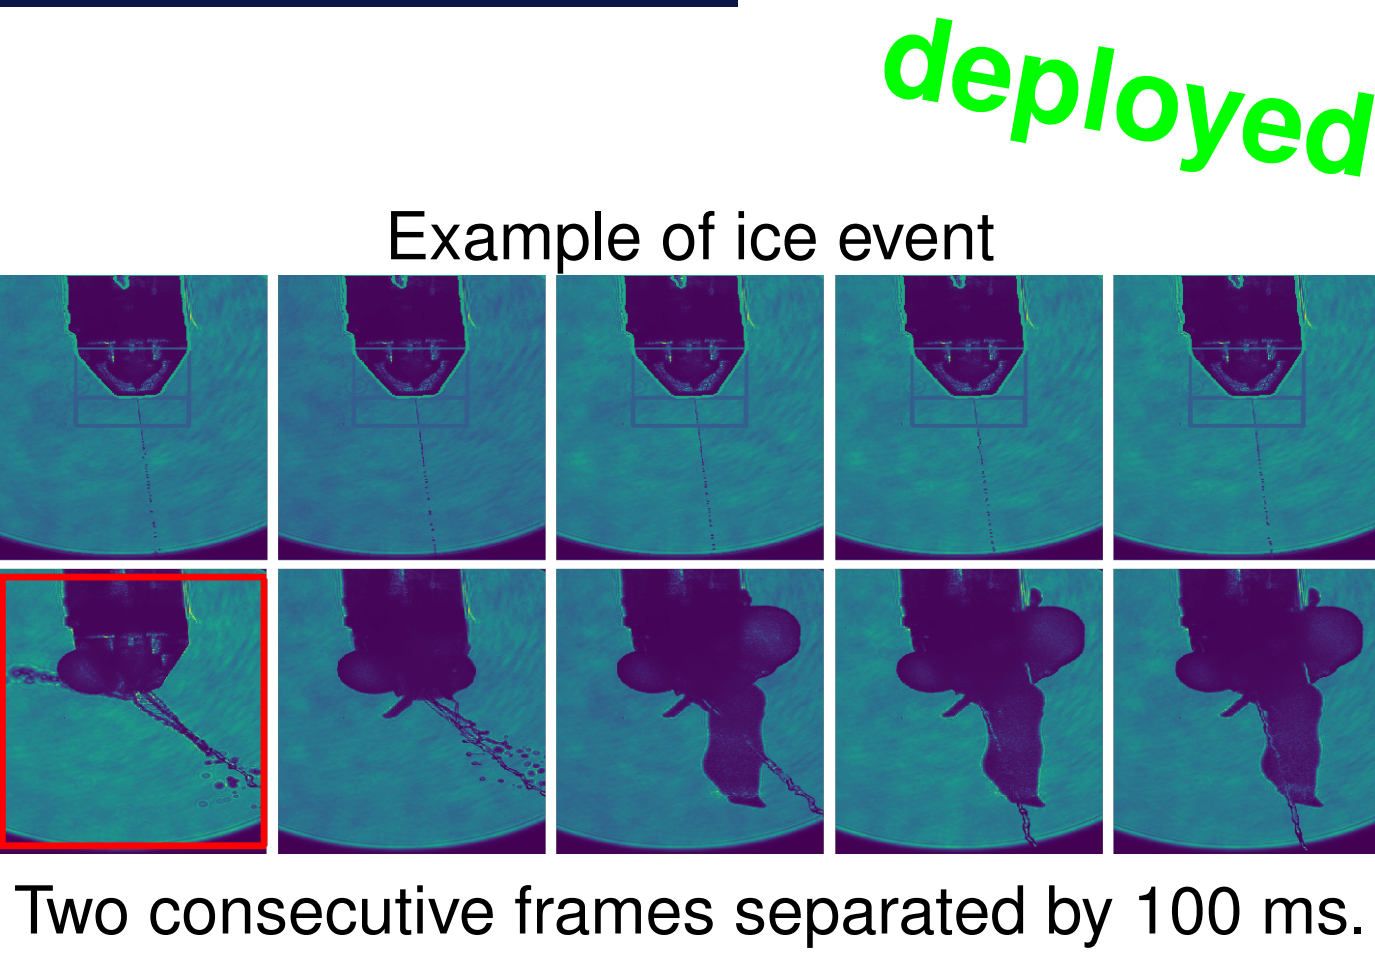 deployed
Example of ice event
Two consecutive frames separated by 100 ms.